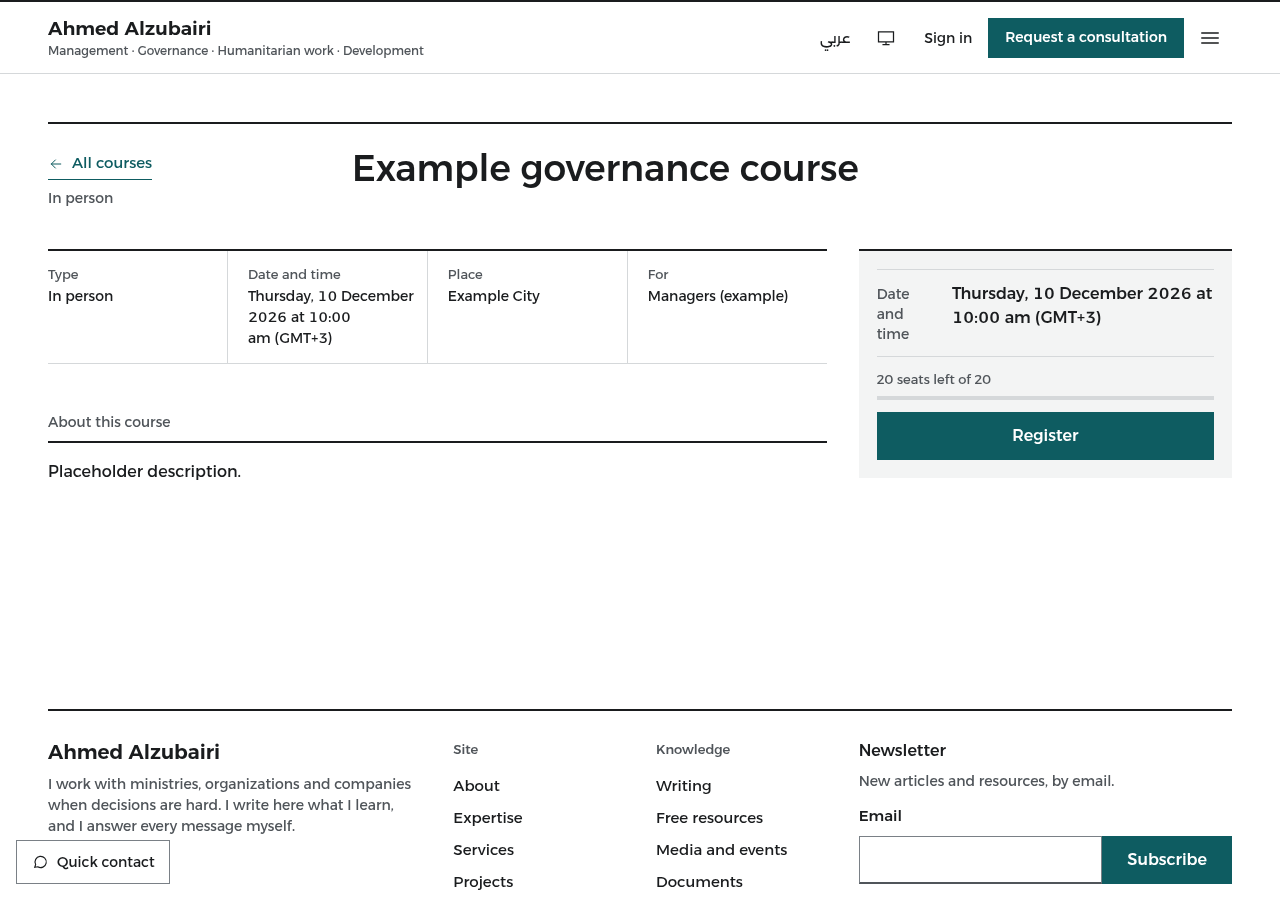 Ahmed Alzubairi
Management · Governance · Humanitarian work · Development
عربي
Sign in
Request a consultation
All courses
In person
Example governance course
Type
In person
Date and time
Thursday, 10 December
2026 at 10:00
am (GMT+3)
Place
Example City
For
Managers (example)
Date
and
time
Thursday, 10 December 2026 at
10:00 am (GMT+3)
20 seats left of 20
Register
About this course
Placeholder description.
Ahmed Alzubairi
I work with ministries, organizations and companies
when decisions are hard. I write here what I learn,
and I answer every message myself.
Quick contact
Site
About
Expertise
Services
Projects
Knowledge
Writing
Free resources
Media and events
Documents
Newsletter
New articles and resources, by email.
Email
Subscribe